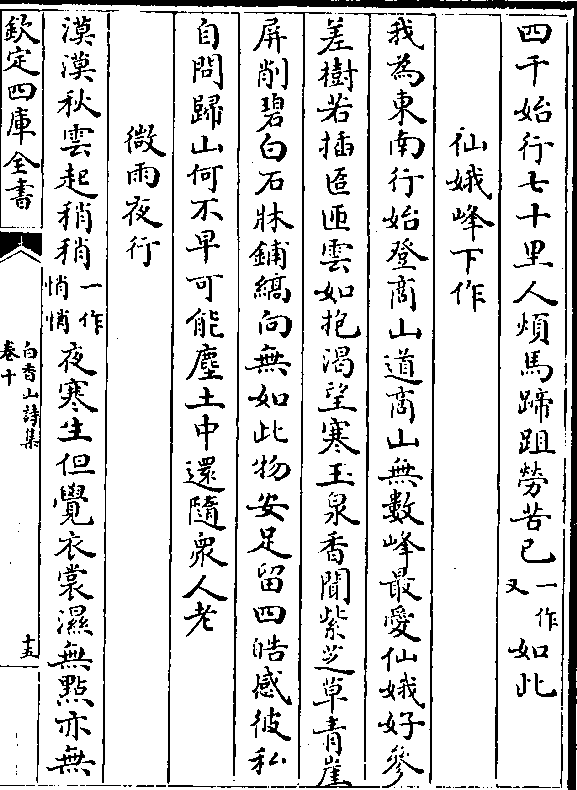 四千始行七十里人煩馬蹄跙勞苦已一作又如此
仙娥峰下作
我為東南行始登商山道商山無數峰最愛仙娥好參
差樹若插匼匝雲如抱渴望寒玉泉香聞紫芝草青崖
屏削碧白石牀鋪縞向無如此物安足留四皓感彼私
自問歸山何不早可能塵土中還隨衆人老
微雨夜行
漠漠秋雲起稍稍一作悄悄夜寒生但覺衣裳濕無點亦無
欽定四庫全書
白香山詩集
卷十
十五